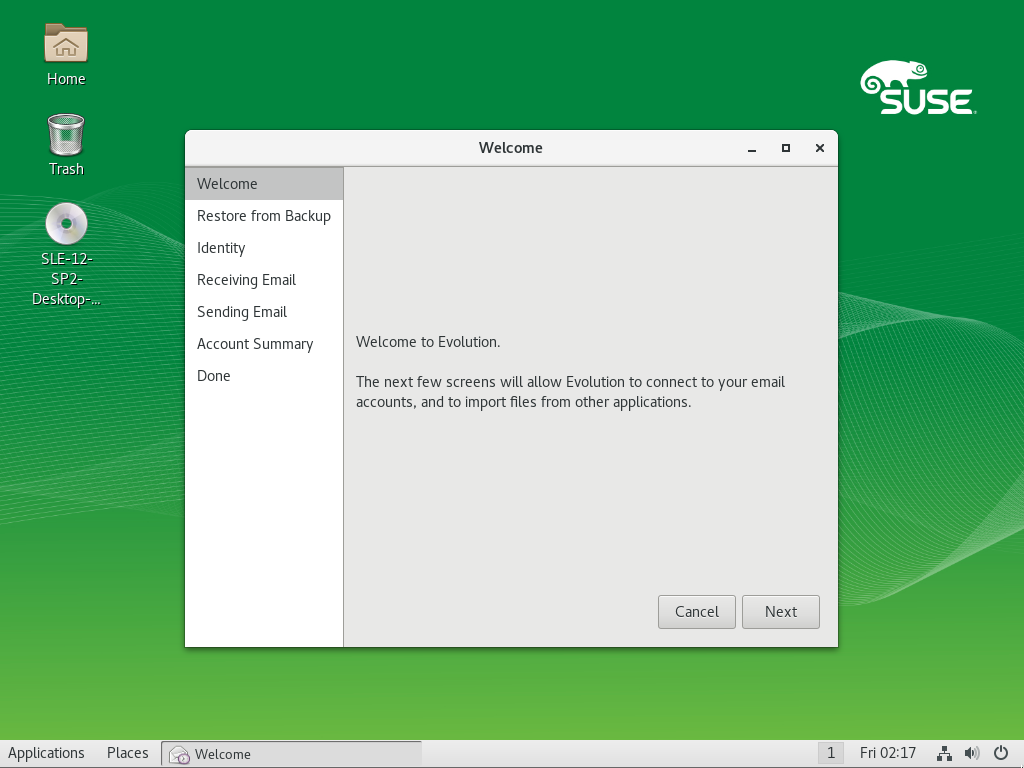 Home
Trash
SLE-12-
SP2-
Desktop-...
SUSE
Welcome
Welcome
Restore from Backup
Identity
Receiving Email
Sending Email
Account Summary
Done
Welcome to Evolution.
The next few screens will allow Evolution to connect to your email
accounts, and to import files from other applications.
Cancel
Next
Applications
Places
Welcome
1
Fri 02:17